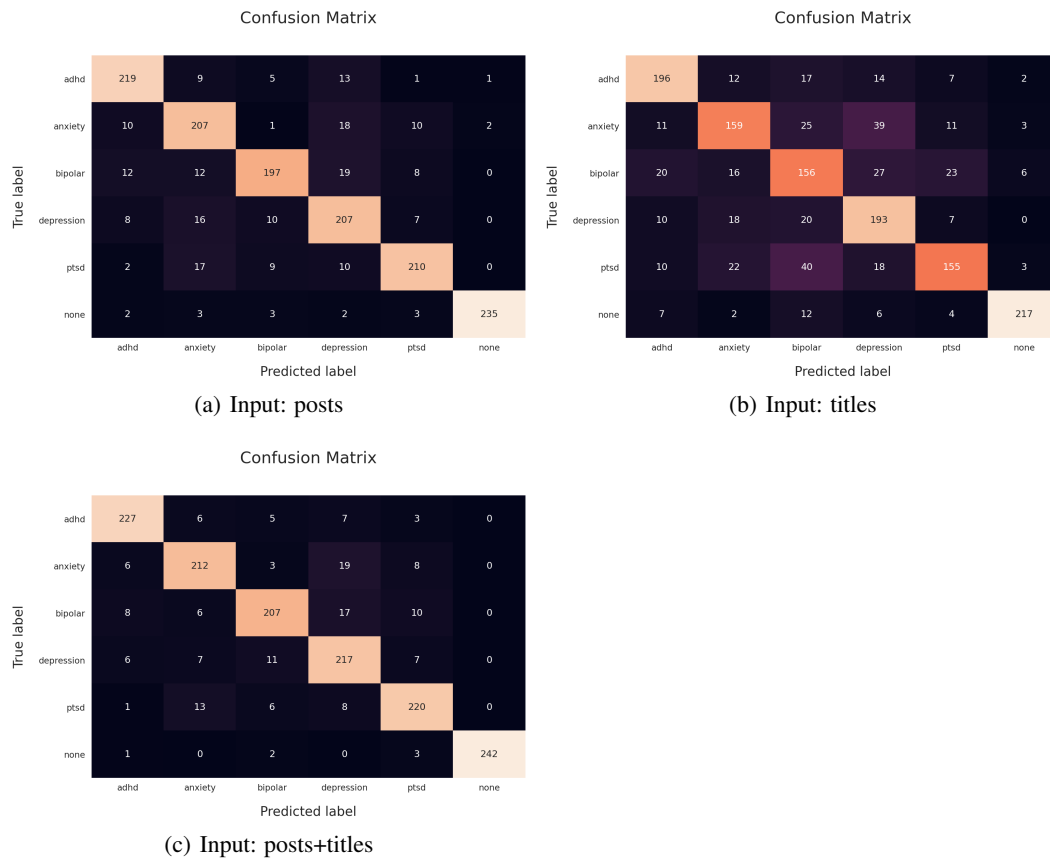 Confusion Matrix
True label
adhd 219 9 5 13 1 1
anxiety 10 207 1 18 10 2
bipolar 12 12 197 19 8 0
depression 8 16 10 207 7 0
ptsd 2 17 9 10 210 0
none 2 3 3 2 3 235
adhd anxiety bipolar depression ptsd none
Predicted label
(a) Input: posts
Confusion Matrix
True label
adhd 196 12 17 14 7 2
anxiety 11 159 25 39 11 3
bipolar 20 16 156 27 23 6
depression 10 18 20 193 7 0
ptsd 10 22 40 18 155 3
none 7 2 12 6 4 217
adhd anxiety bipolar depression ptsd none
Predicted label
(b) Input: titles
Confusion Matrix
True label
adhd 227 6 5 7 3 0
anxiety 6 212 3 19 8 0
bipolar 8 6 207 17 10 0
depression 6 7 11 217 7 0
ptsd 1 13 6 8 220 0
none 1 0 2 0 3 242
adhd anxiety bipolar depression ptsd none
Predicted label
(c) Input: posts+titles